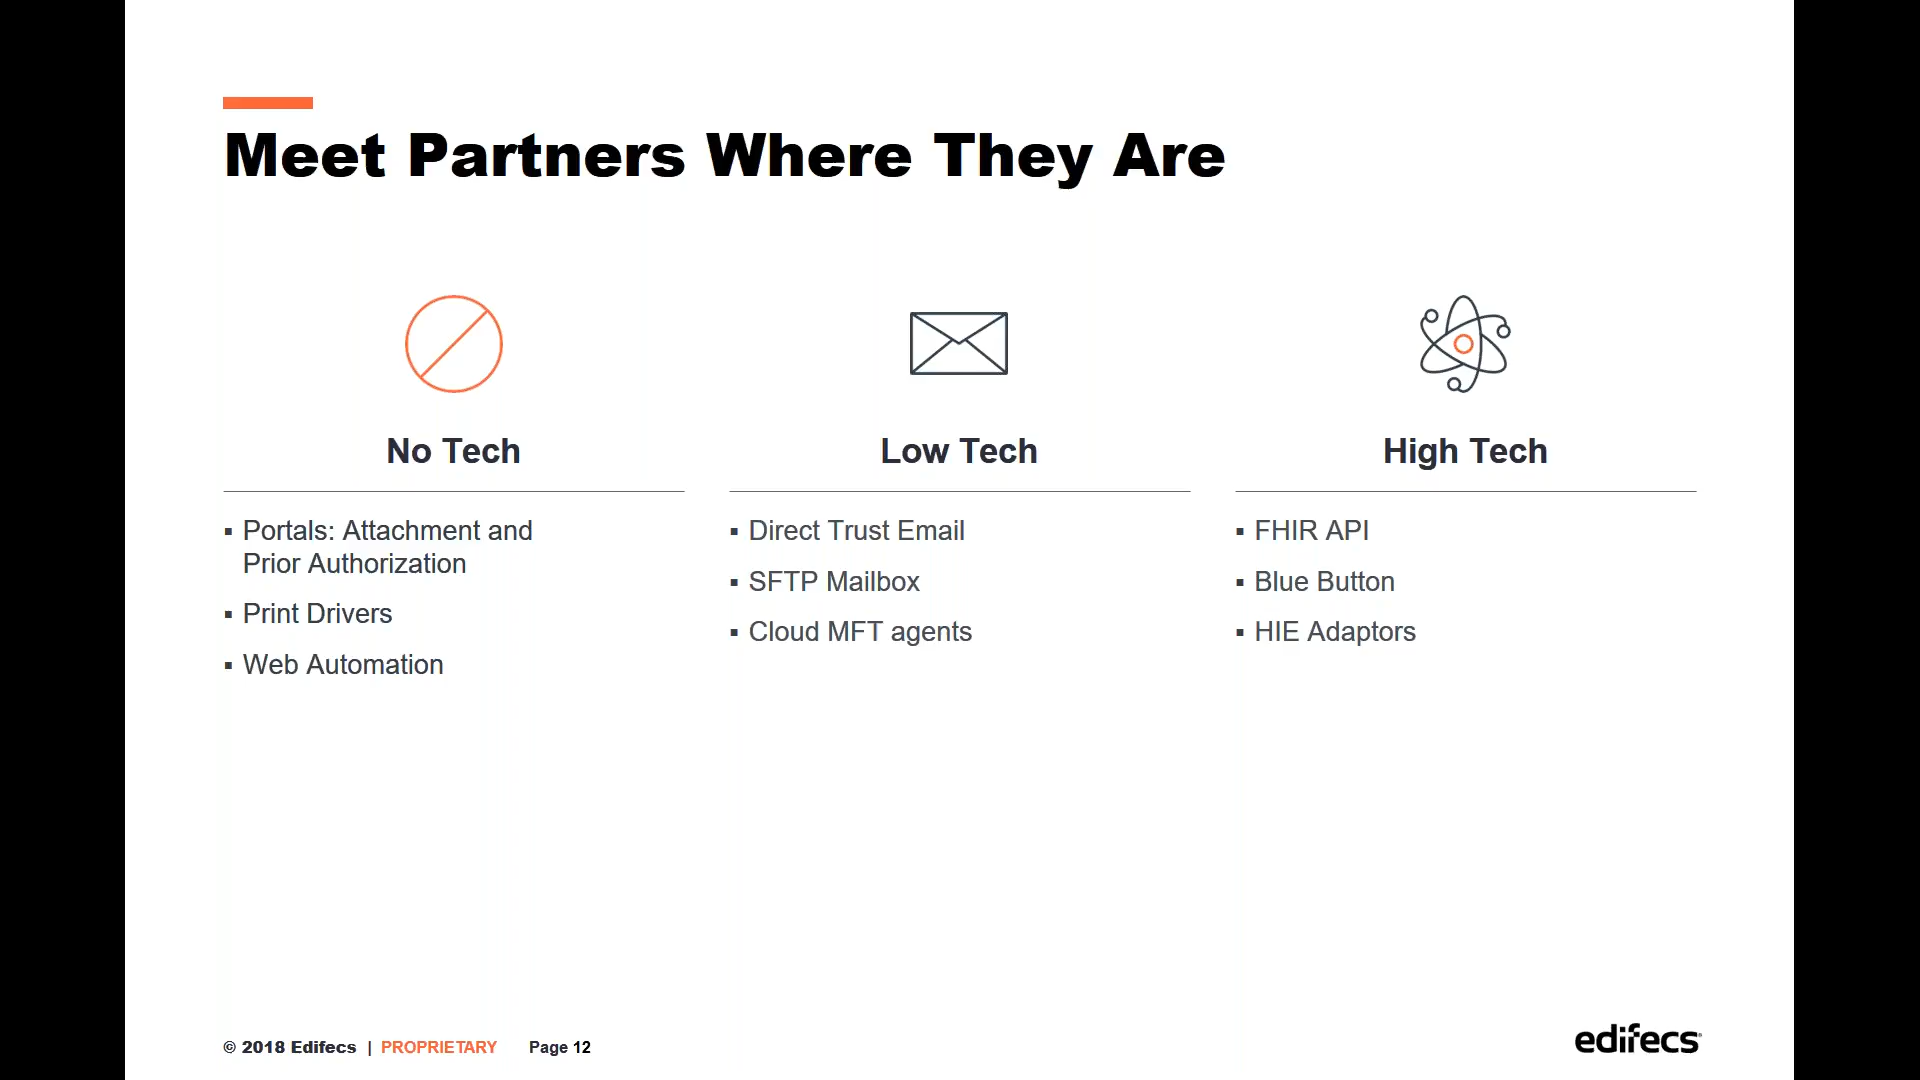 Meet Partners Where They Are
No Tech
▪ Portals: Attachment and
Prior Authorization
▪ Print Drivers
▪ Web Automation
Low Tech
▪ Direct Trust Email
▪ SFTP Mailbox
▪ Cloud MFT agents
High Tech
▪ FHIR API
▪ Blue Button
▪ HIE Adaptors
© 2018 Edifecs | PROPRIETARY Page 12
edifecs